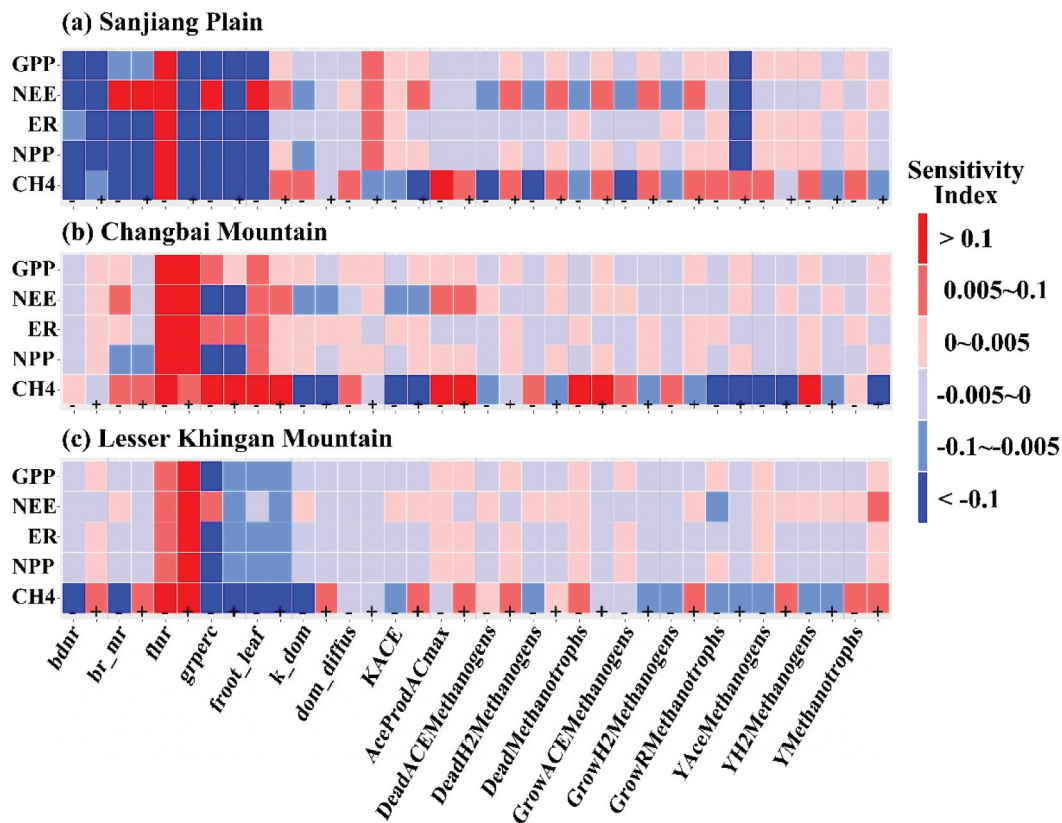 (a) Sanjiang Plain
GPP
NEE
ER
NPP
CH4
- + - + - + - + - + - + - + - + - + - + - + - + - + - + - + - + - + - +
(b) Changbai Mountain
GPP
NEE
ER
NPP
CH4
- + - + - + - + - + - + - + - + - + - + - + - + - + - + - + - + - + - +
(c) Lesser Khingan Mountain
GPP
NEE
ER
NPP
CH4
- + - + - + - + - + - + - + - + - + - + - + - + - + - + - + - + - + - +
bdnr
br_mr
flnr
grperc
froot_leaf
k_dom
dom_diffus
KACE
AceProdACmax
DeadACEMethanogens
DeadH2Methanogens
DeadMethanotrophs
GrowACEMethanogens
GrowH2Methanogens
GrowRMethanotrophs
YAceMethanogens
YH2Methanogens
YMethanotrophs
Sensitivity
Index
> 0.1
0.005~0.1
0~0.005
-0.005~0
-0.1~-0.005
< -0.1